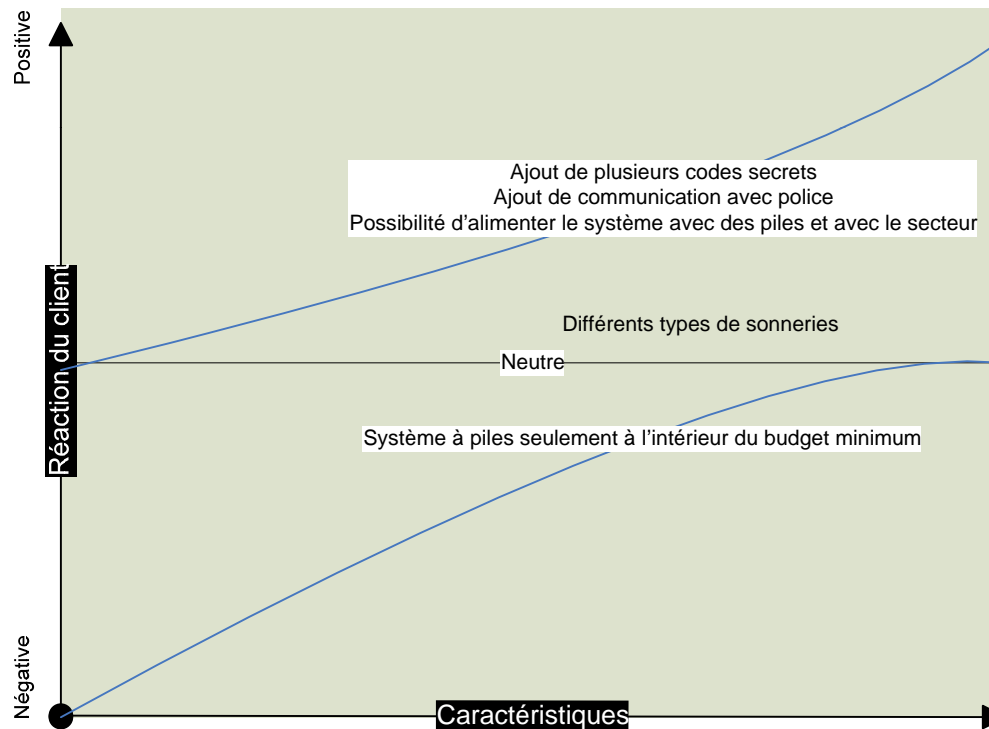 Positive
Ajout de plusieurs codes secrets
Ajout de communication avec police
Possibilité d'alimenter le système avec des piles et avec le secteur
Réaction du client
Différents types de sonneries
Neutre
Système à piles seulement à l'intérieur du budget minimum
Négative
Caractéristiques